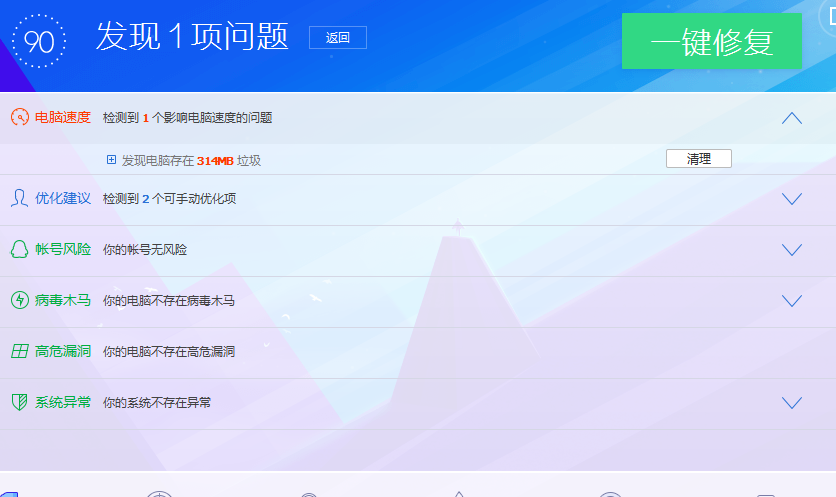 90
发现 1 项问题
返回
一键修复
电脑速度 检测到 1 个影响电脑速度的问题
发现电脑存在 314MB 垃圾
清理
优化建议 检测到 2 个可手动优化项
帐号风险 你的帐号无风险
病毒木马 你的电脑不存在病毒木马
高危漏洞 你的电脑不存在高危漏洞
系统异常 你的系统不存在异常